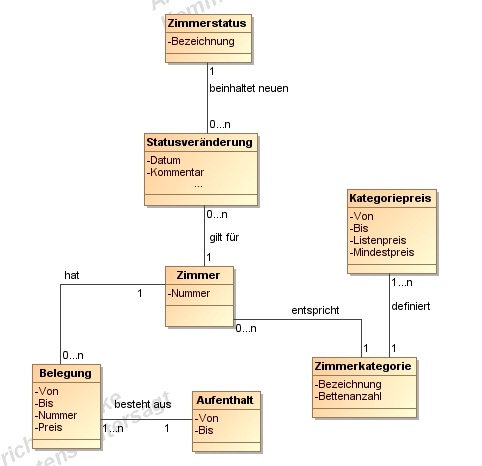 Zimmerstatus
-Bezeichnung
1
beinhaltet neuen
0...n
Statusveränderung
-Datum
-Kommentar
...
0...n
gilt für
1
Kategoriepreis
-Von
-Bis
-Listenpreis
-Mindestpreis
1...n
definiert
1
Zimmer
-Nummer
hat
1
0...n
0...n
entspricht
1
Zimmerkategorie
-Bezeichnung
-Bettenanzahl
Belegung
-Von
-Bis
-Nummer
-Preis
besteht aus
1...n
1
Aufenthalt
-Von
-Bis